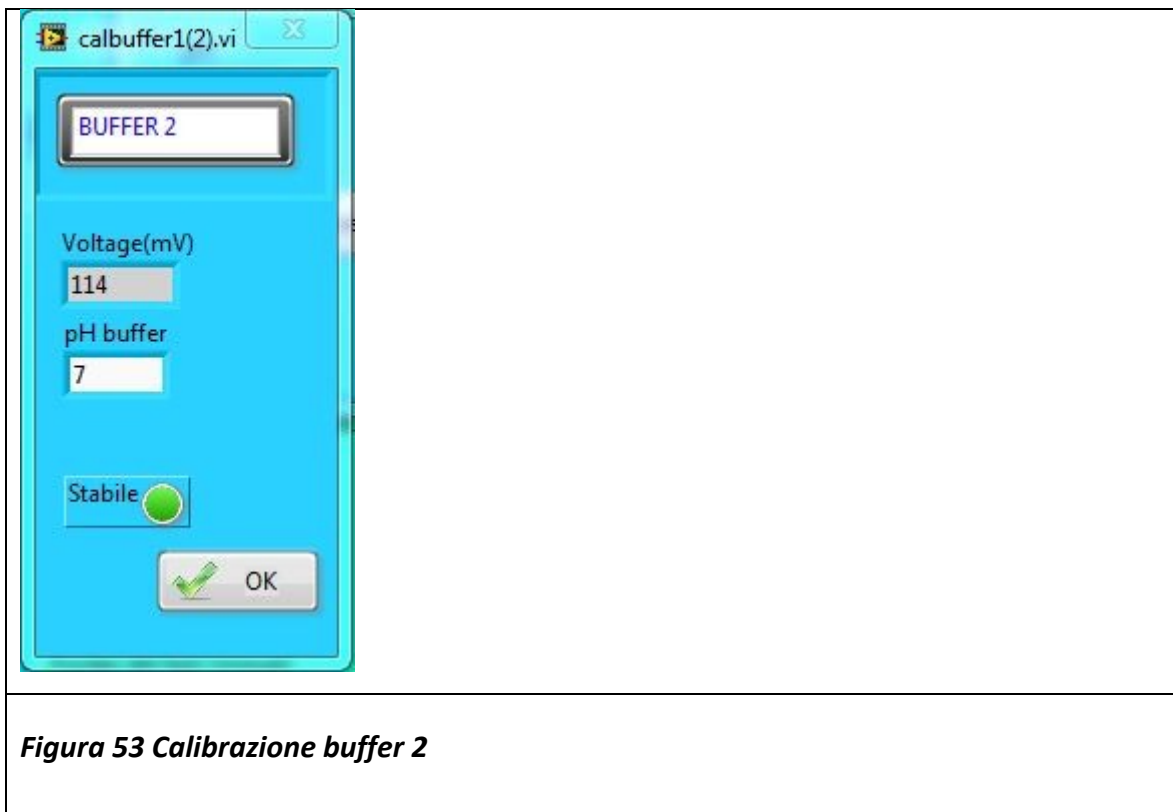 calbuffer1(2).vi
BUFFER 2
Voltage(mV)
114
pH buffer
7
Stabile
OK
Figura 53 Calibrazione buffer 2